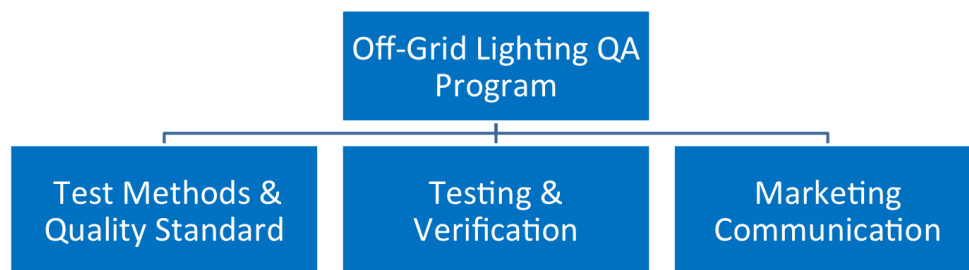 Off-Grid Lighting QA
Program
Test Methods &
Quality Standard
Testing &
Verification
Marketing
Communication